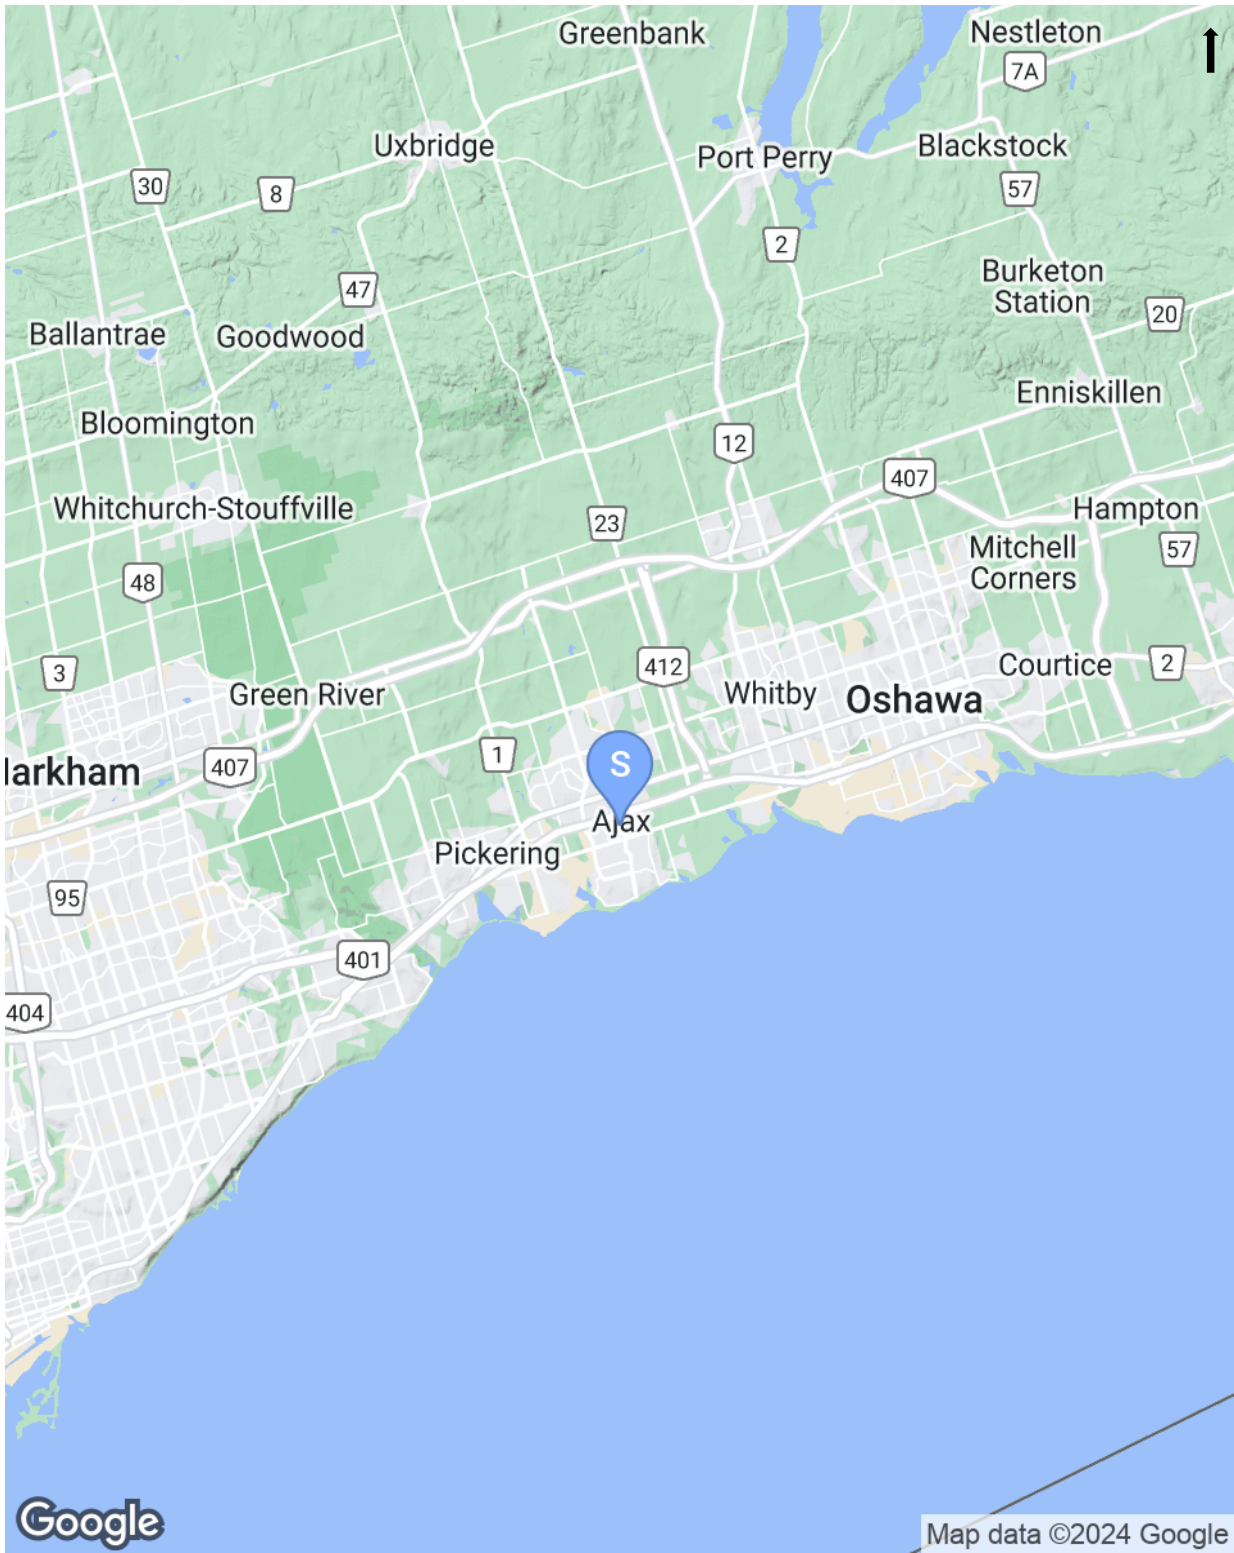 Greenbank
Nestleton
7A
Uxbridge
Port Perry
Blackstock
30
8
57
2
47
Burketon
Station
20
Ballantrae
Goodwood
Enniskillen
Bloomington
12
407
Whitchurch-Stouffville
23
Hampton
48
Mitchell
Corners
57
3
412
Courtice
2
Green River
Whitby
Oshawa
1
S
407
arkham
Ajax
Pickering
95
401
404
Google
Map data ©2024 Google